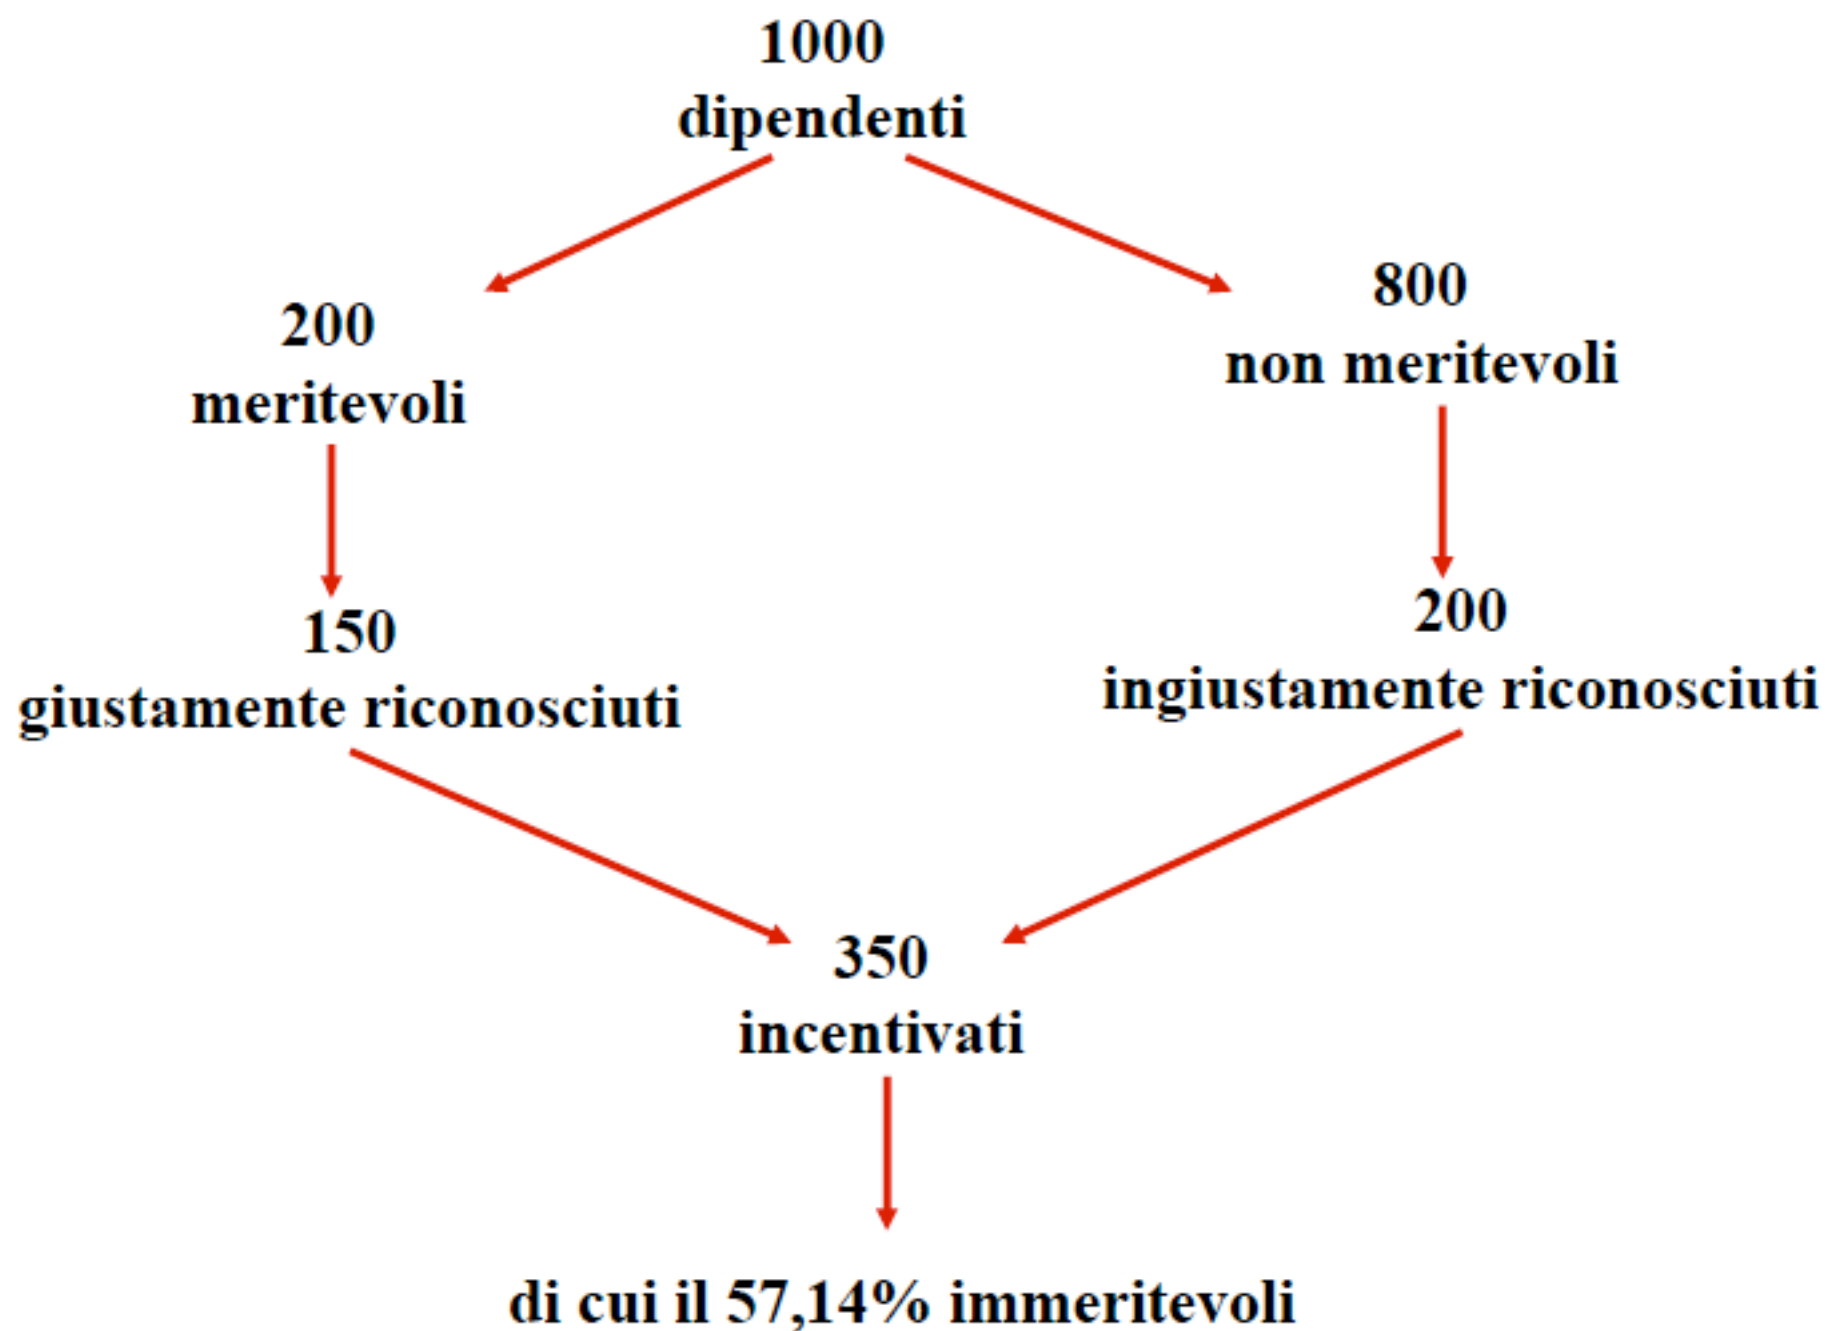 1000
dipendenti
200
meritevoli
800
non meritevoli
150
giustamente riconosciuti
200
ingiustamente riconosciuti
350
incentivati
di cui il 57,14% immeritevoli